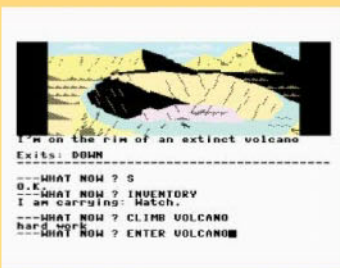 I'm on the rim of an extinct volcano
Exits: DOWN
---WHAT NOW ? S
O.K.
---WHAT NOW ? INVENTORY
I am carrying: Watch.
---WHAT NOW ? CLIMB VOLCANO
hard work
---WHAT NOW ? ENTER VOLCANO